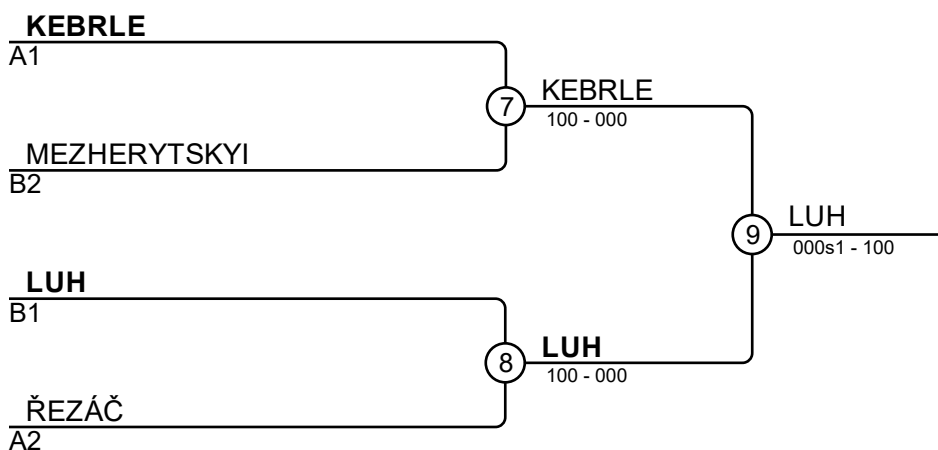 KEBRLE
A1
7
KEBRLE
100 - 000
MEZHERYTSKYI
B2
9
LUH
000s1 - 100
LUH
B1
8
LUH
100 - 000
ŘEZÁČ
A2